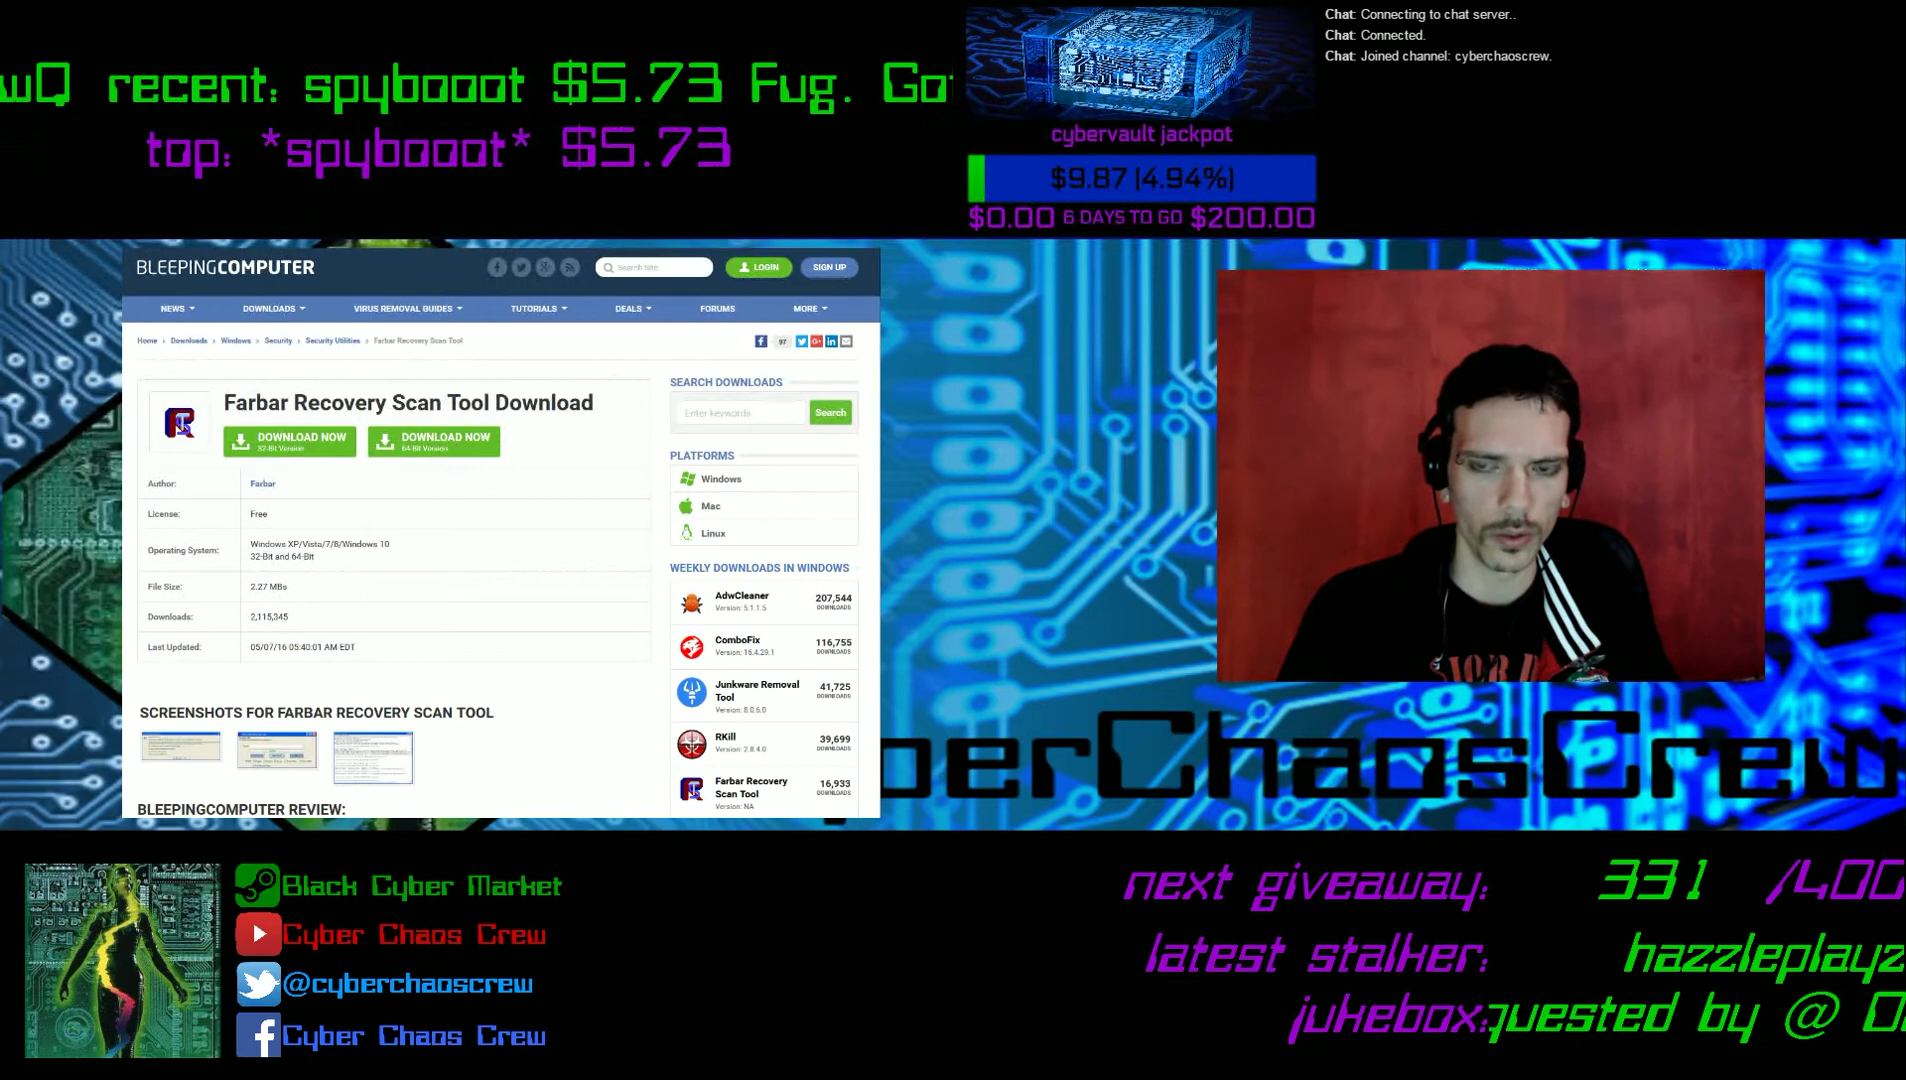 wQ recent: spybooot $5.73 Fug. Go
top: *spybooot* $5.73
cybervault jackpot
$9.87 (4.94%)
$0.00 6 DAYS TO GO $200.00
Chat: Connecting to chat server..
Chat: Connected.
Chat: Joined channel: cyberchaoscrew.
BLEEPINGCOMPUTER
Search Site
LOGIN
SIGN UP
NEWS
DOWNLOADS
VIRUS REMOVAL GUIDES
TUTORIALS
DEALS
FORUMS
MORE
Home > Downloads > Windows > Security > Security Utilities > Farbar Recovery Scan Tool
97
Farbar Recovery Scan Tool Download
DOWNLOAD NOW
32-Bit Version
DOWNLOAD NOW
64-Bit Version
Author: Farbar
License: Free
Operating System: Windows XP/Vista/7/8/Windows 10
32-Bit and 64-Bit
File Size: 2.27 MBs
Downloads: 2,115,345
Last Updated: 05/07/16 05:40:01 AM EDT
SCREENSHOTS FOR FARBAR RECOVERY SCAN TOOL
BLEEPINGCOMPUTER REVIEW:
SEARCH DOWNLOADS
Enter keywords
Search
PLATFORMS
Windows
Mac
Linux
WEEKLY DOWNLOADS IN WINDOWS
AdwCleaner
Version: 5.1.1.5
207,544
DOWNLOADS
ComboFix
Version: 16.4.29.1
116,755
DOWNLOADS
Junkware Removal
Tool
Version: 8.0.6.0
41,725
DOWNLOADS
RKill
Version: 2.8.4.0
39,699
DOWNLOADS
Farbar Recovery
Scan Tool
Version: NA
16,933
DOWNLOADS
berChaosCrew
Black Cyber Market
Cyber Chaos Crew
@cyberchaoscrew
Cyber Chaos Crew
next giveaway: 331 /400
latest stalker: hazzleplayz
jukebox: quested by @ D